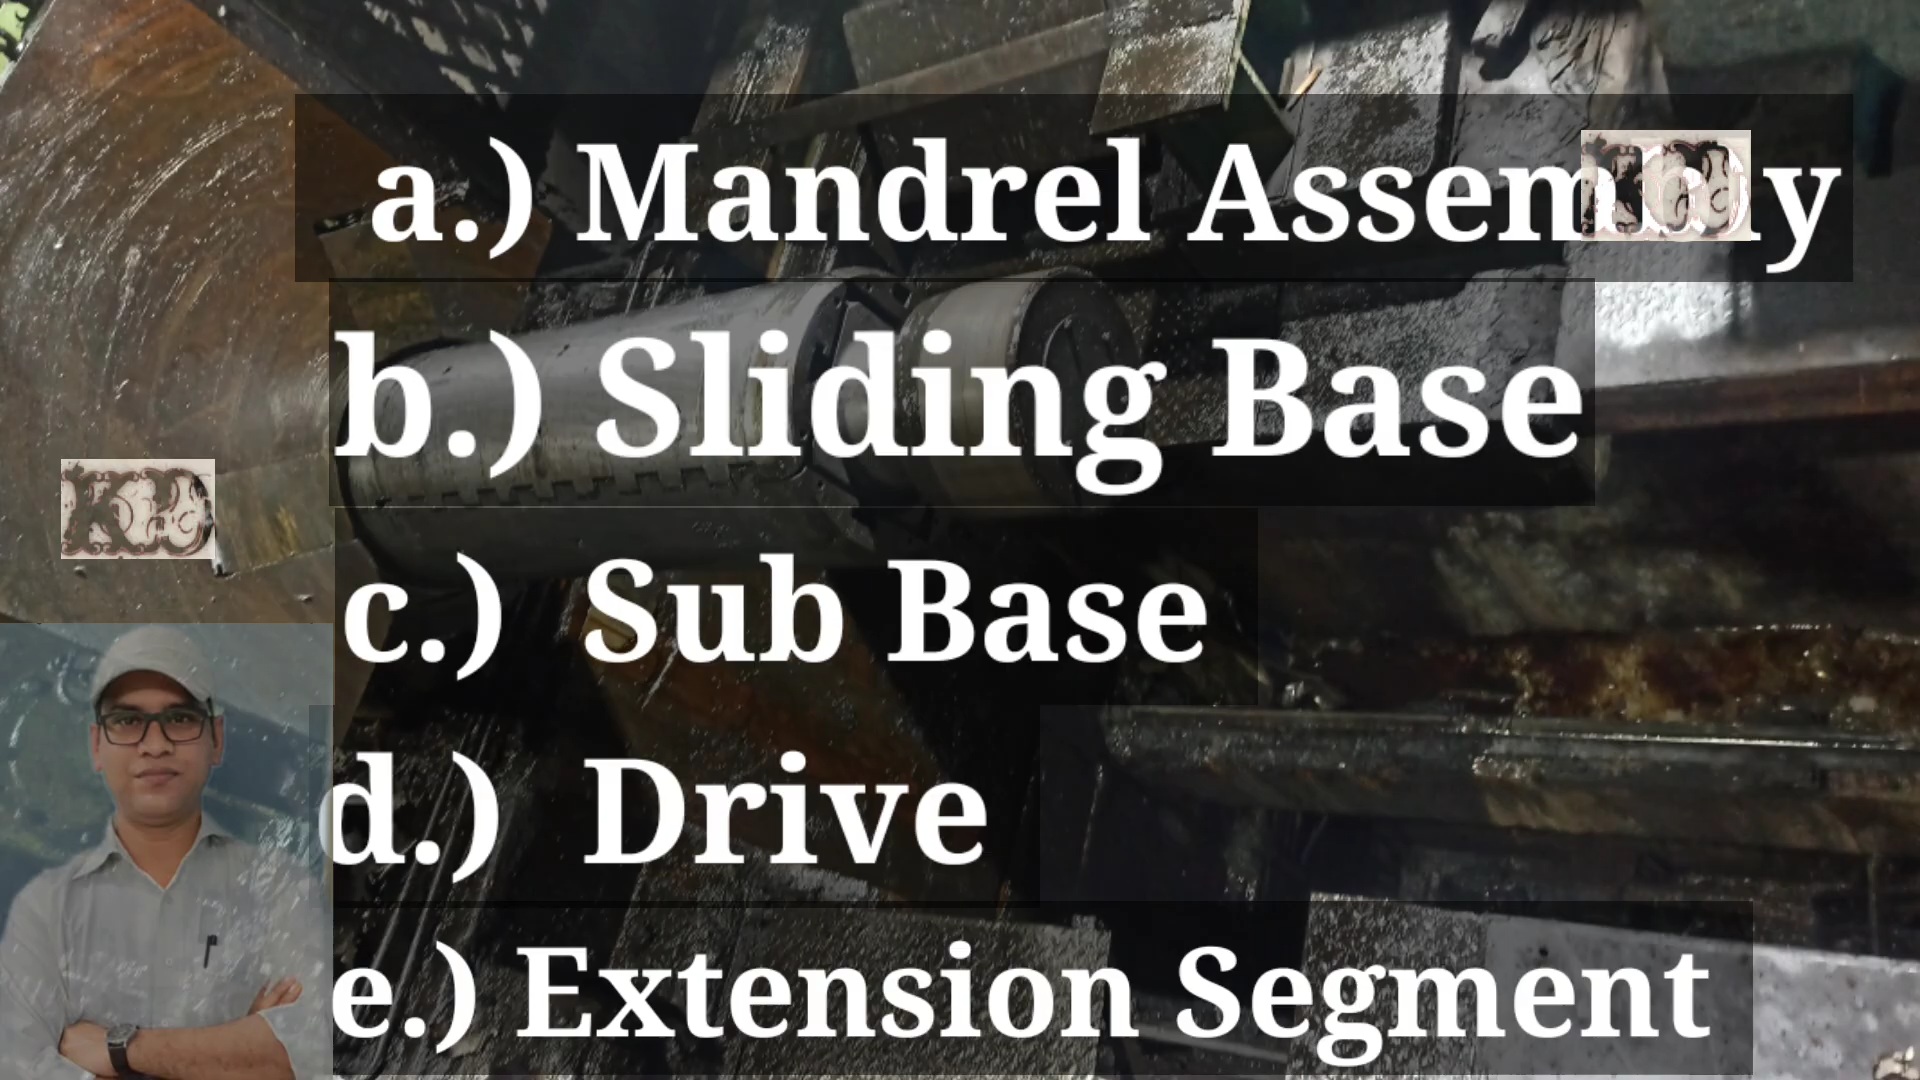 a.) Mandrel Assembly
b.) Sliding Base
c.) Sub Base
d.) Drive
e.) Extension Segment